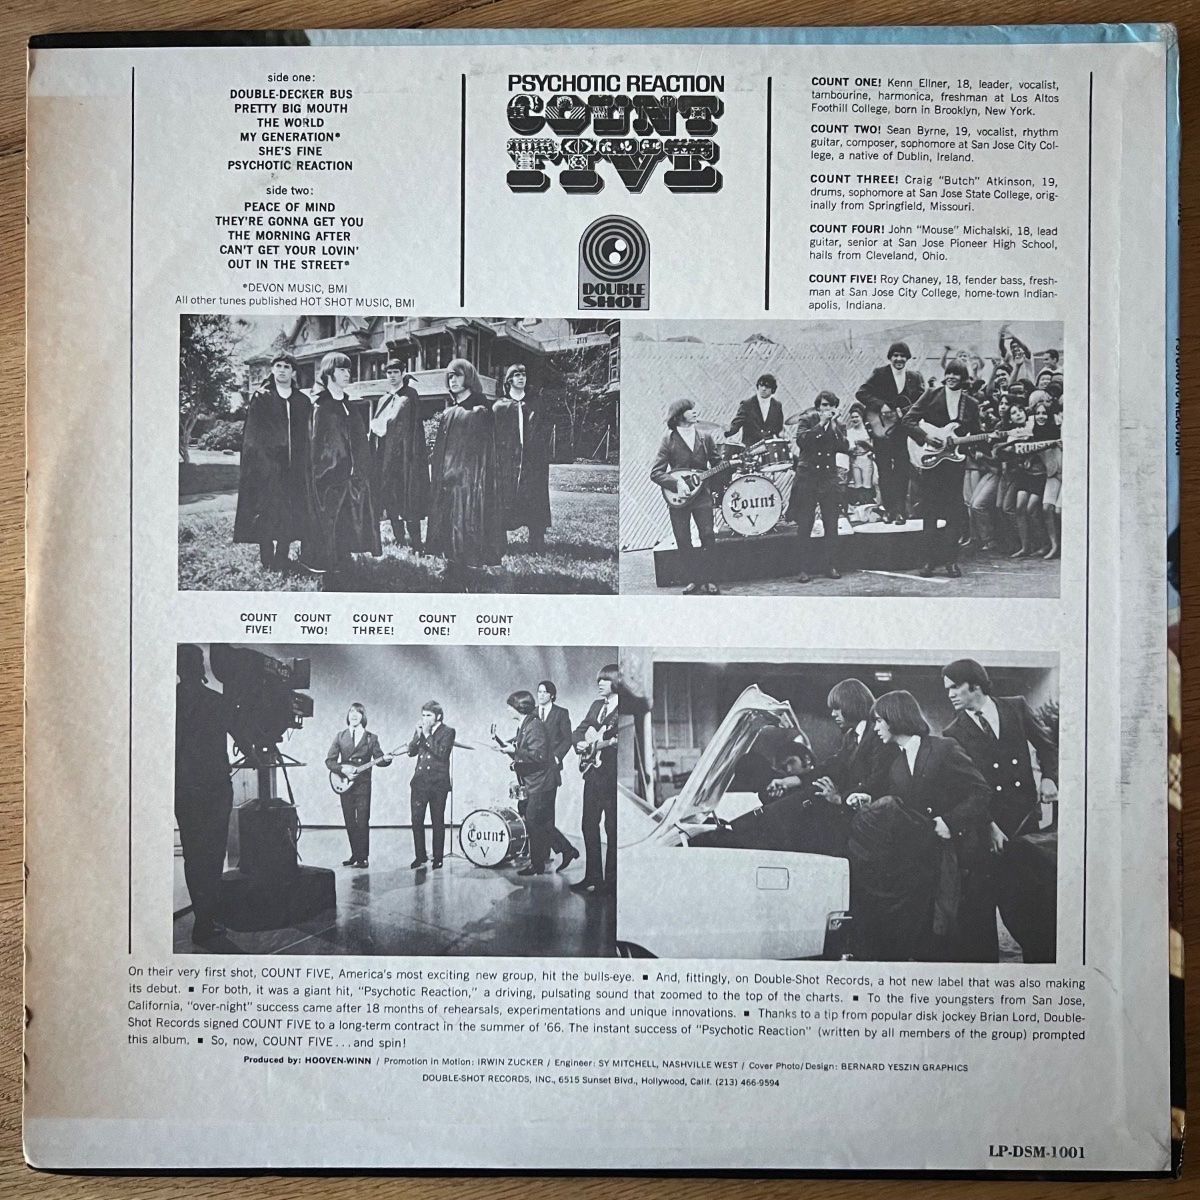 side one:
DOUBLE-DECKER BUS
PRETTY BIG MOUTH
THE WORLD
MY GENERATION*
SHE'S FINE
PSYCHOTIC REACTION
side two:
PEACE OF MIND
THEY'RE GONNA GET YOU
THE MORNING AFTER
CAN'T GET YOUR LOVIN'
OUT IN THE STREET*
*DEVON MUSIC, BMI
All other tunes published HOT SHOT MUSIC, BMI
PSYCHOTIC REACTION
COUNT
FIVE
DOUBLE
SHOT
COUNT ONE! Kenn Ellner, 18, leader, vocalist,
tambourine, harmonica, freshman at Los Altos
Foothill College, born in Brooklyn, New York.
COUNT TWO! Sean Byrne, 19, vocalist, rhythm
guitar, composer, sophomore at San Jose City Col-
lege, a native of Dublin, Ireland.
COUNT THREE! Craig "Butch" Atkinson, 19,
drums, sophomore at San Jose State College, orig-
inally from Springfield, Missouri.
COUNT FOUR! John "Mouse" Michalski, 18, lead
guitar, senior at San Jose Pioneer High School,
hails from Cleveland, Ohio.
COUNT FIVE! Roy Chaney, 18, fender bass, fresh-
man at San Jose City College, home-town Indian-
apolis, Indiana.
Count
V
COUNT FIVE! COUNT TWO! COUNT THREE! COUNT ONE! COUNT FOUR!
Count
V
On their very first shot, COUNT FIVE, America's most exciting new group, hit the bulls-eye. ▪ And, fittingly, on Double-Shot Records, a hot new label that was also making
its debut. ▪ For both, it was a giant hit, "Psychotic Reaction," a driving, pulsating sound that zoomed to the top of the charts. ▪ To the five youngsters from San Jose,
California, "over-night" success came after 18 months of rehearsals, experimentations and unique innovations. ▪ Thanks to a tip from popular disk jockey Brian Lord, Double-
Shot Records signed COUNT FIVE to a long-term contract in the summer of '66. The instant success of "Psychotic Reaction" (written by all members of the group) prompted
this album. ▪ So, now, COUNT FIVE...and spin!
Produced by: HOOVEN-WINN / Promotion in Motion: IRWIN ZUCKER / Engineer: SY MITCHELL, NASHVILLE WEST / Cover Photo/Design: BERNARD YESZIN GRAPHICS
DOUBLE-SHOT RECORDS, INC., 6515 Sunset Blvd., Hollywood, Calif. (213) 466-9594
LP-DSM-1001